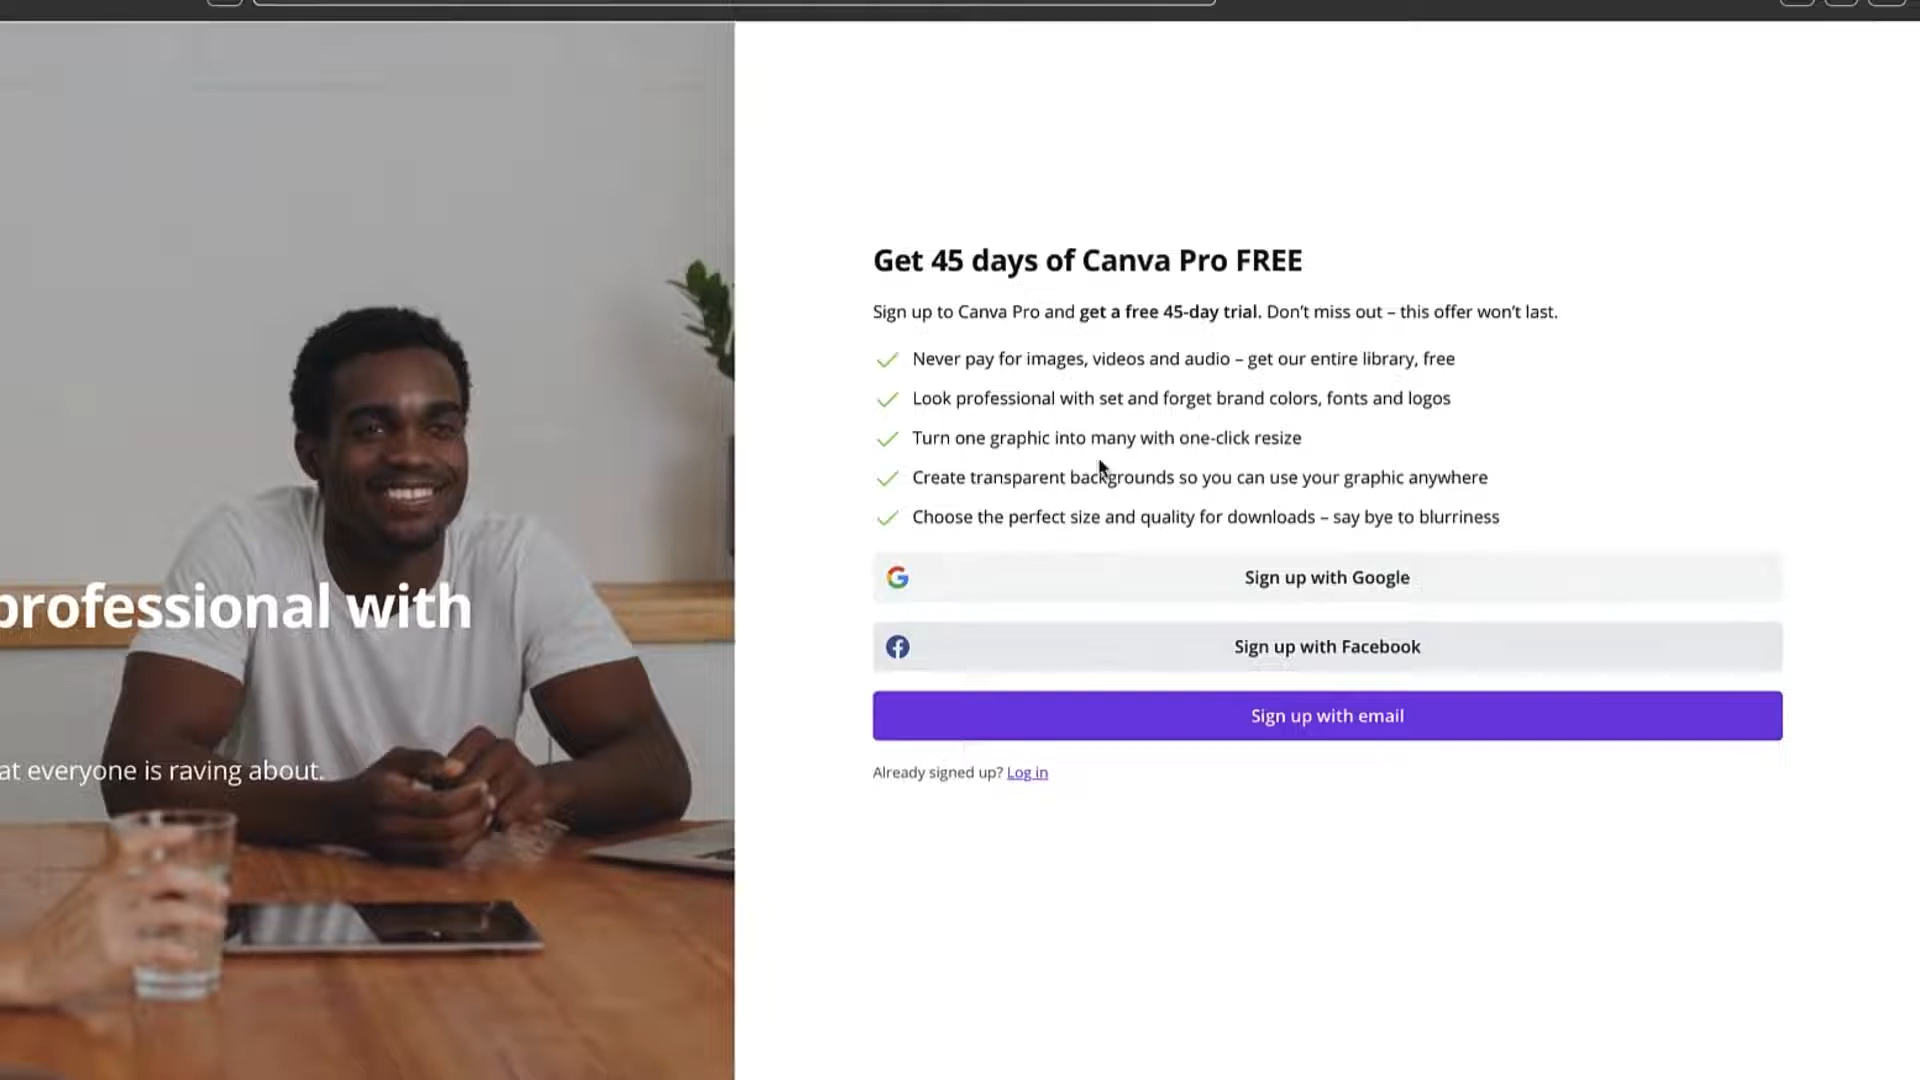 professional with
at everyone is raving about.
Get 45 days of Canva Pro FREE
Sign up to Canva Pro and get a free 45-day trial. Don't miss out – this offer won't last.
Never pay for images, videos and audio – get our entire library, free
Look professional with set and forget brand colors, fonts and logos
Turn one graphic into many with one-click resize
Create transparent backgrounds so you can use your graphic anywhere
Choose the perfect size and quality for downloads – say bye to blurriness
Sign up with Google
Sign up with Facebook
Sign up with email
Already signed up? Log in